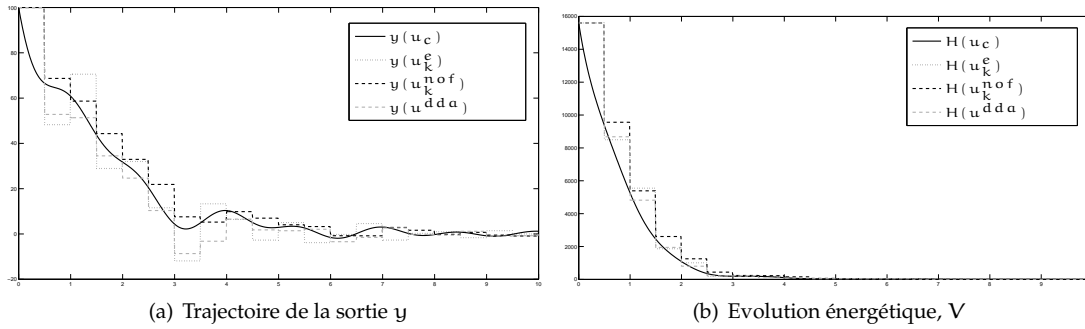 100
80
60
40
20
0
−20
0 1 2 3 4 5 6 7 8 9 10
y(u_c)
y(u_k^e)
y(u_k^{nof})
y(u^{dda})
(a) Trajectoire de la sortie y
16000
14000
12000
10000
8000
6000
4000
2000
0
0 1 2 3 4 5 6 7 8 9
H(u_c)
H(u_k^e)
H(u_k^{nof})
H(u^{dda})
(b) Evolution énergétique, V